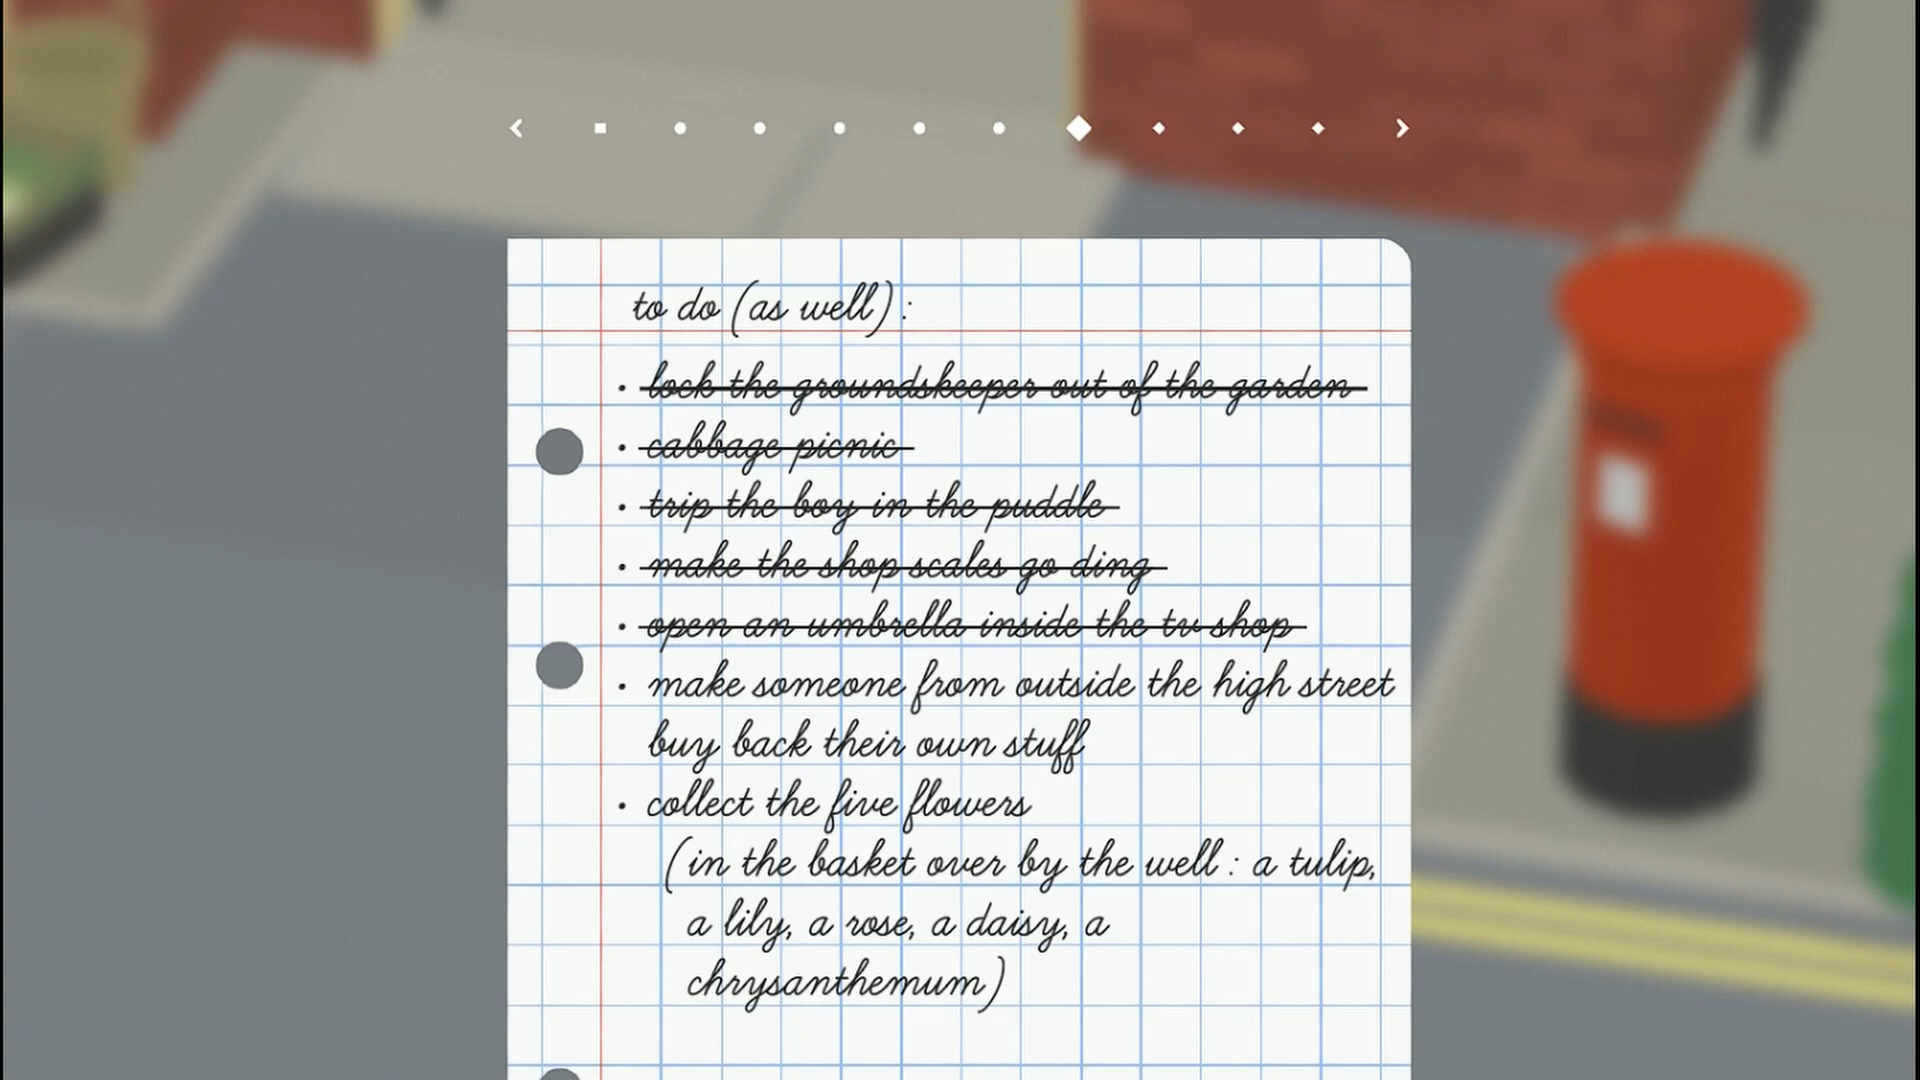 to do (as well) :
• lock the groundskeeper out of the garden
• cabbage picnic
• trip the boy in the puddle
• make the shop scales go ding
• open an umbrella inside the tv shop
• make someone from outside the high street
buy back their own stuff
• collect the five flowers
(in the basket over by the well : a tulip,
a lily, a rose, a daisy, a
chrysanthemum)